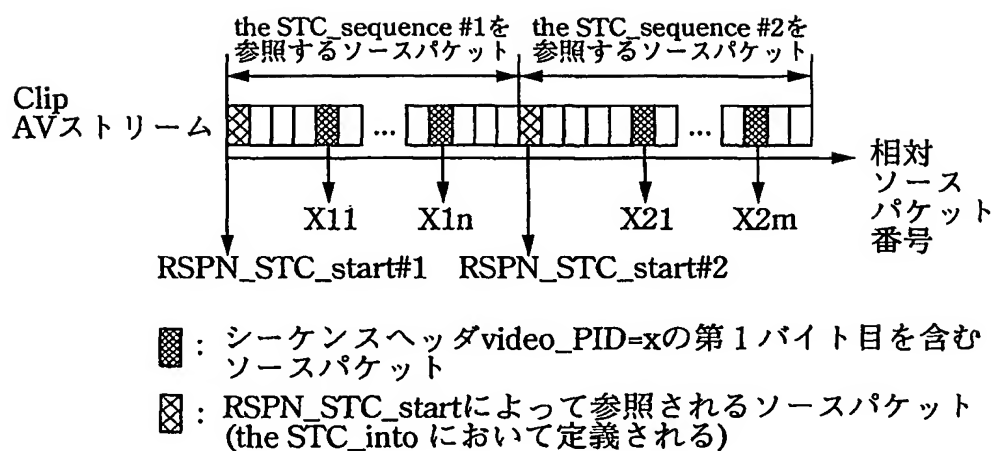 the STC_sequence #1を
参照するソースパケット
the STC_sequence #2を
参照するソースパケット
Clip
AVストリーム
...
...
相対
ソース
パケット
番号
X11
X1n
X21
X2m
RSPN_STC_start#1
RSPN_STC_start#2
: シーケンスヘッダvideo_PID=xの第1バイト目を含む
ソースパケット
: RSPN_STC_startによって参照されるソースパケット
(the STC_into において定義される)